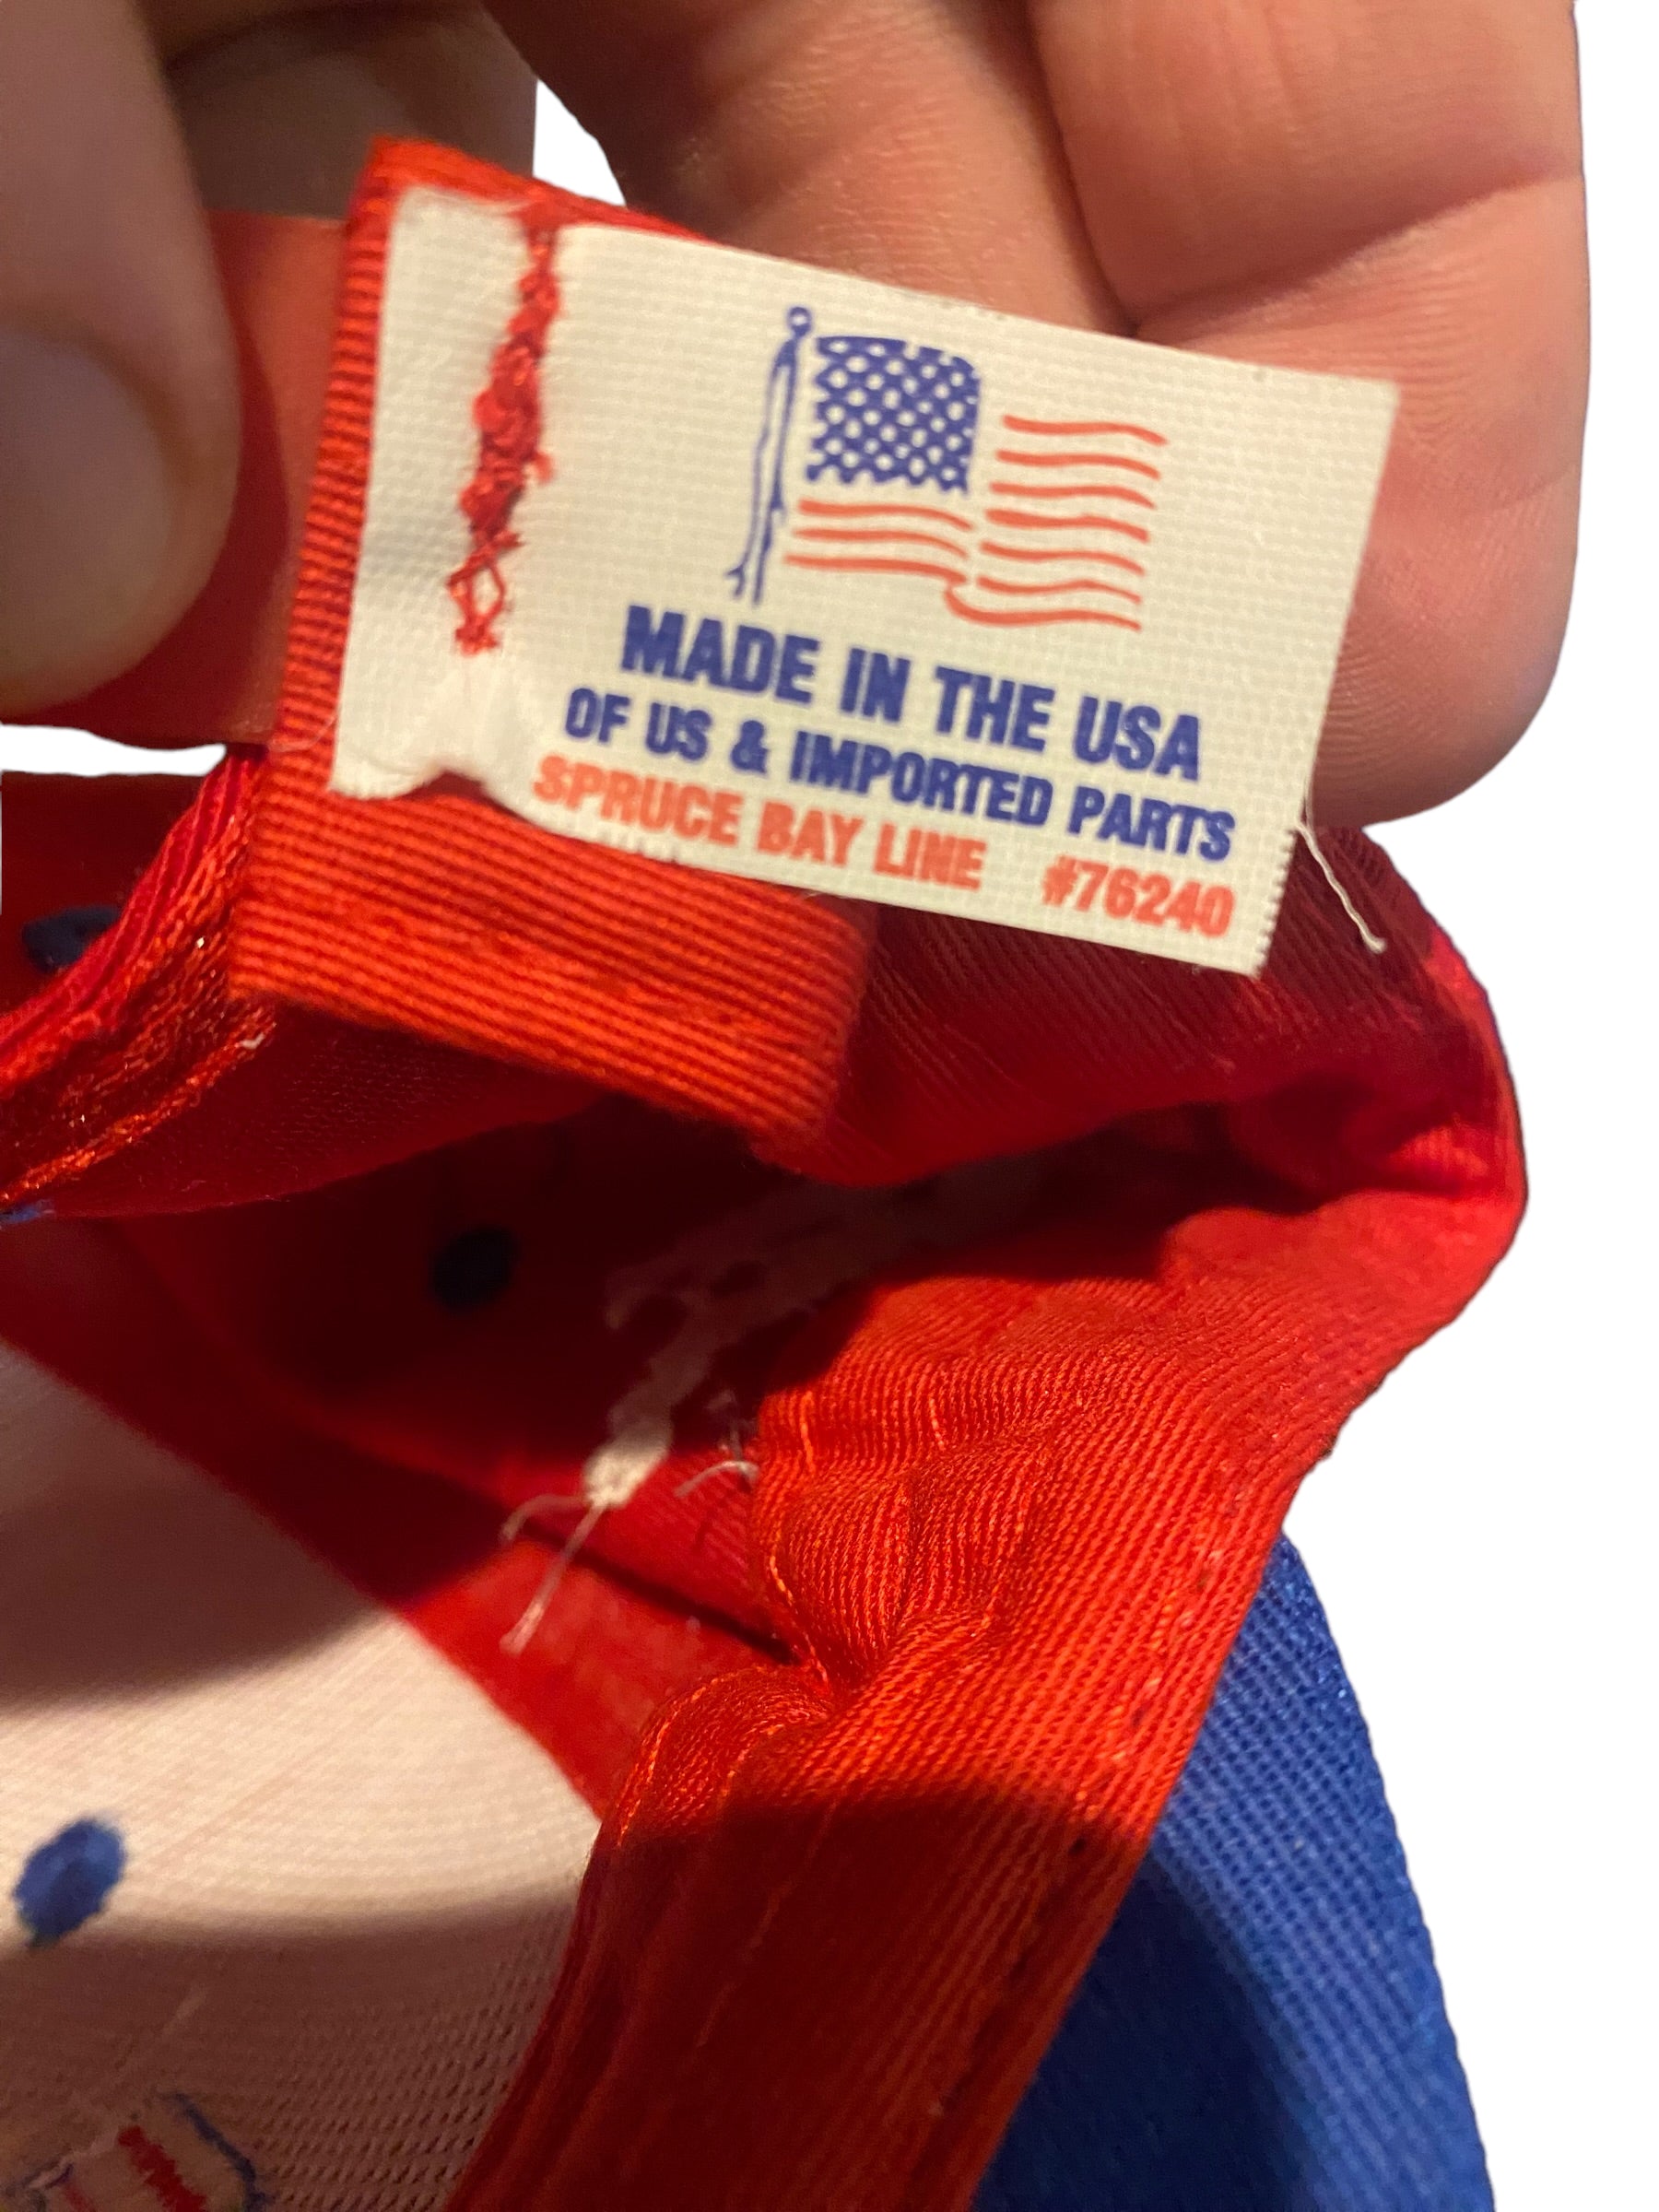 MADE IN THE USA
OF US & IMPORTED PARTS
SPRUCE BAY LINE #76240